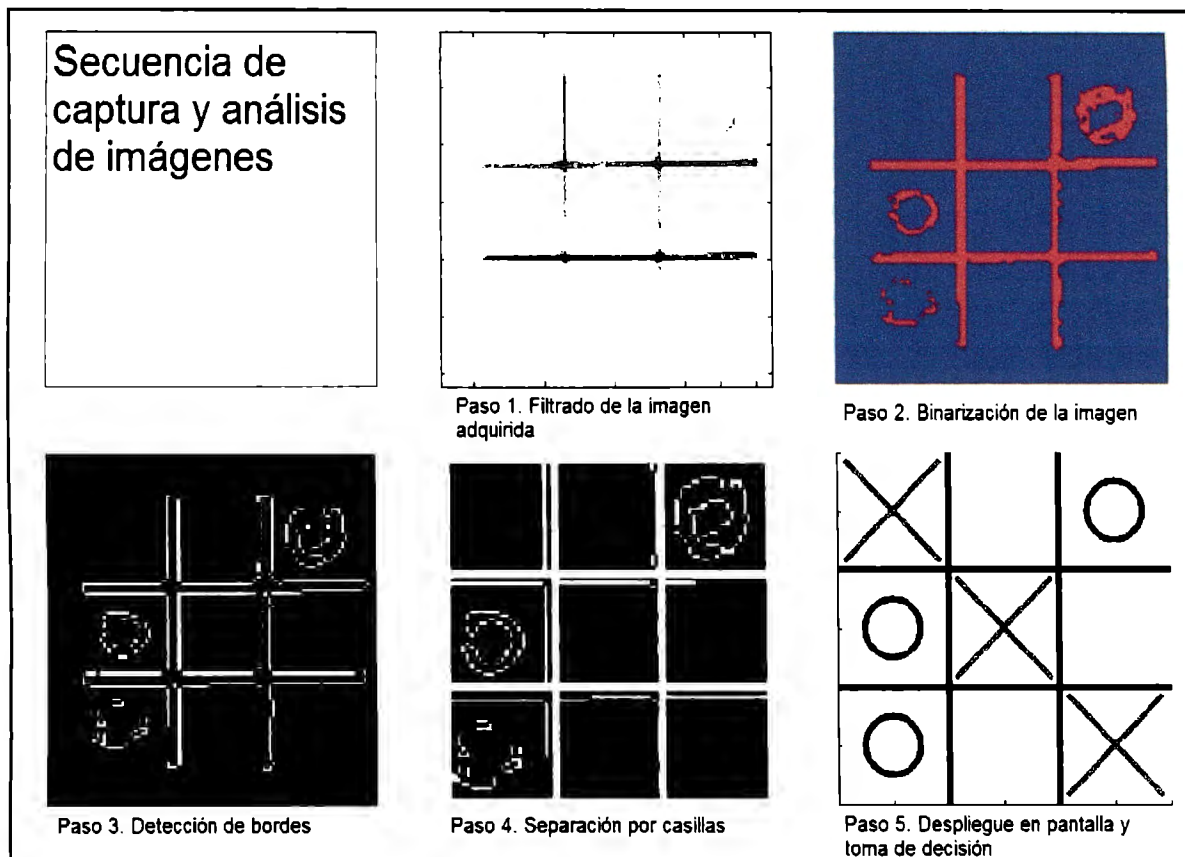 Secuencia de
captura y análisis
de imágenes
Paso 1. Filtrado de la imagen
adquirida
Paso 2. Binarización de la imagen
Paso 3. Detección de bordes
Paso 4. Separación por casillas
Paso 5. Despliegue en pantalla y
toma de decisión